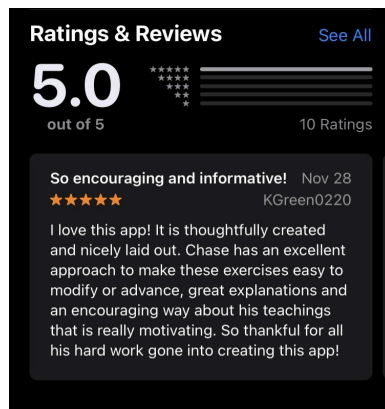 Ratings & Reviews See All
5.0
out of 5 10 Ratings
So encouraging and informative! Nov 28
KGreen0220
I love this app! It is thoughtfully created
and nicely laid out. Chase has an excellent
approach to make these exercises easy to
modify or advance, great explanations and
an encouraging way about his teachings
that is really motivating. So thankful for all
his hard work gone into creating this app!